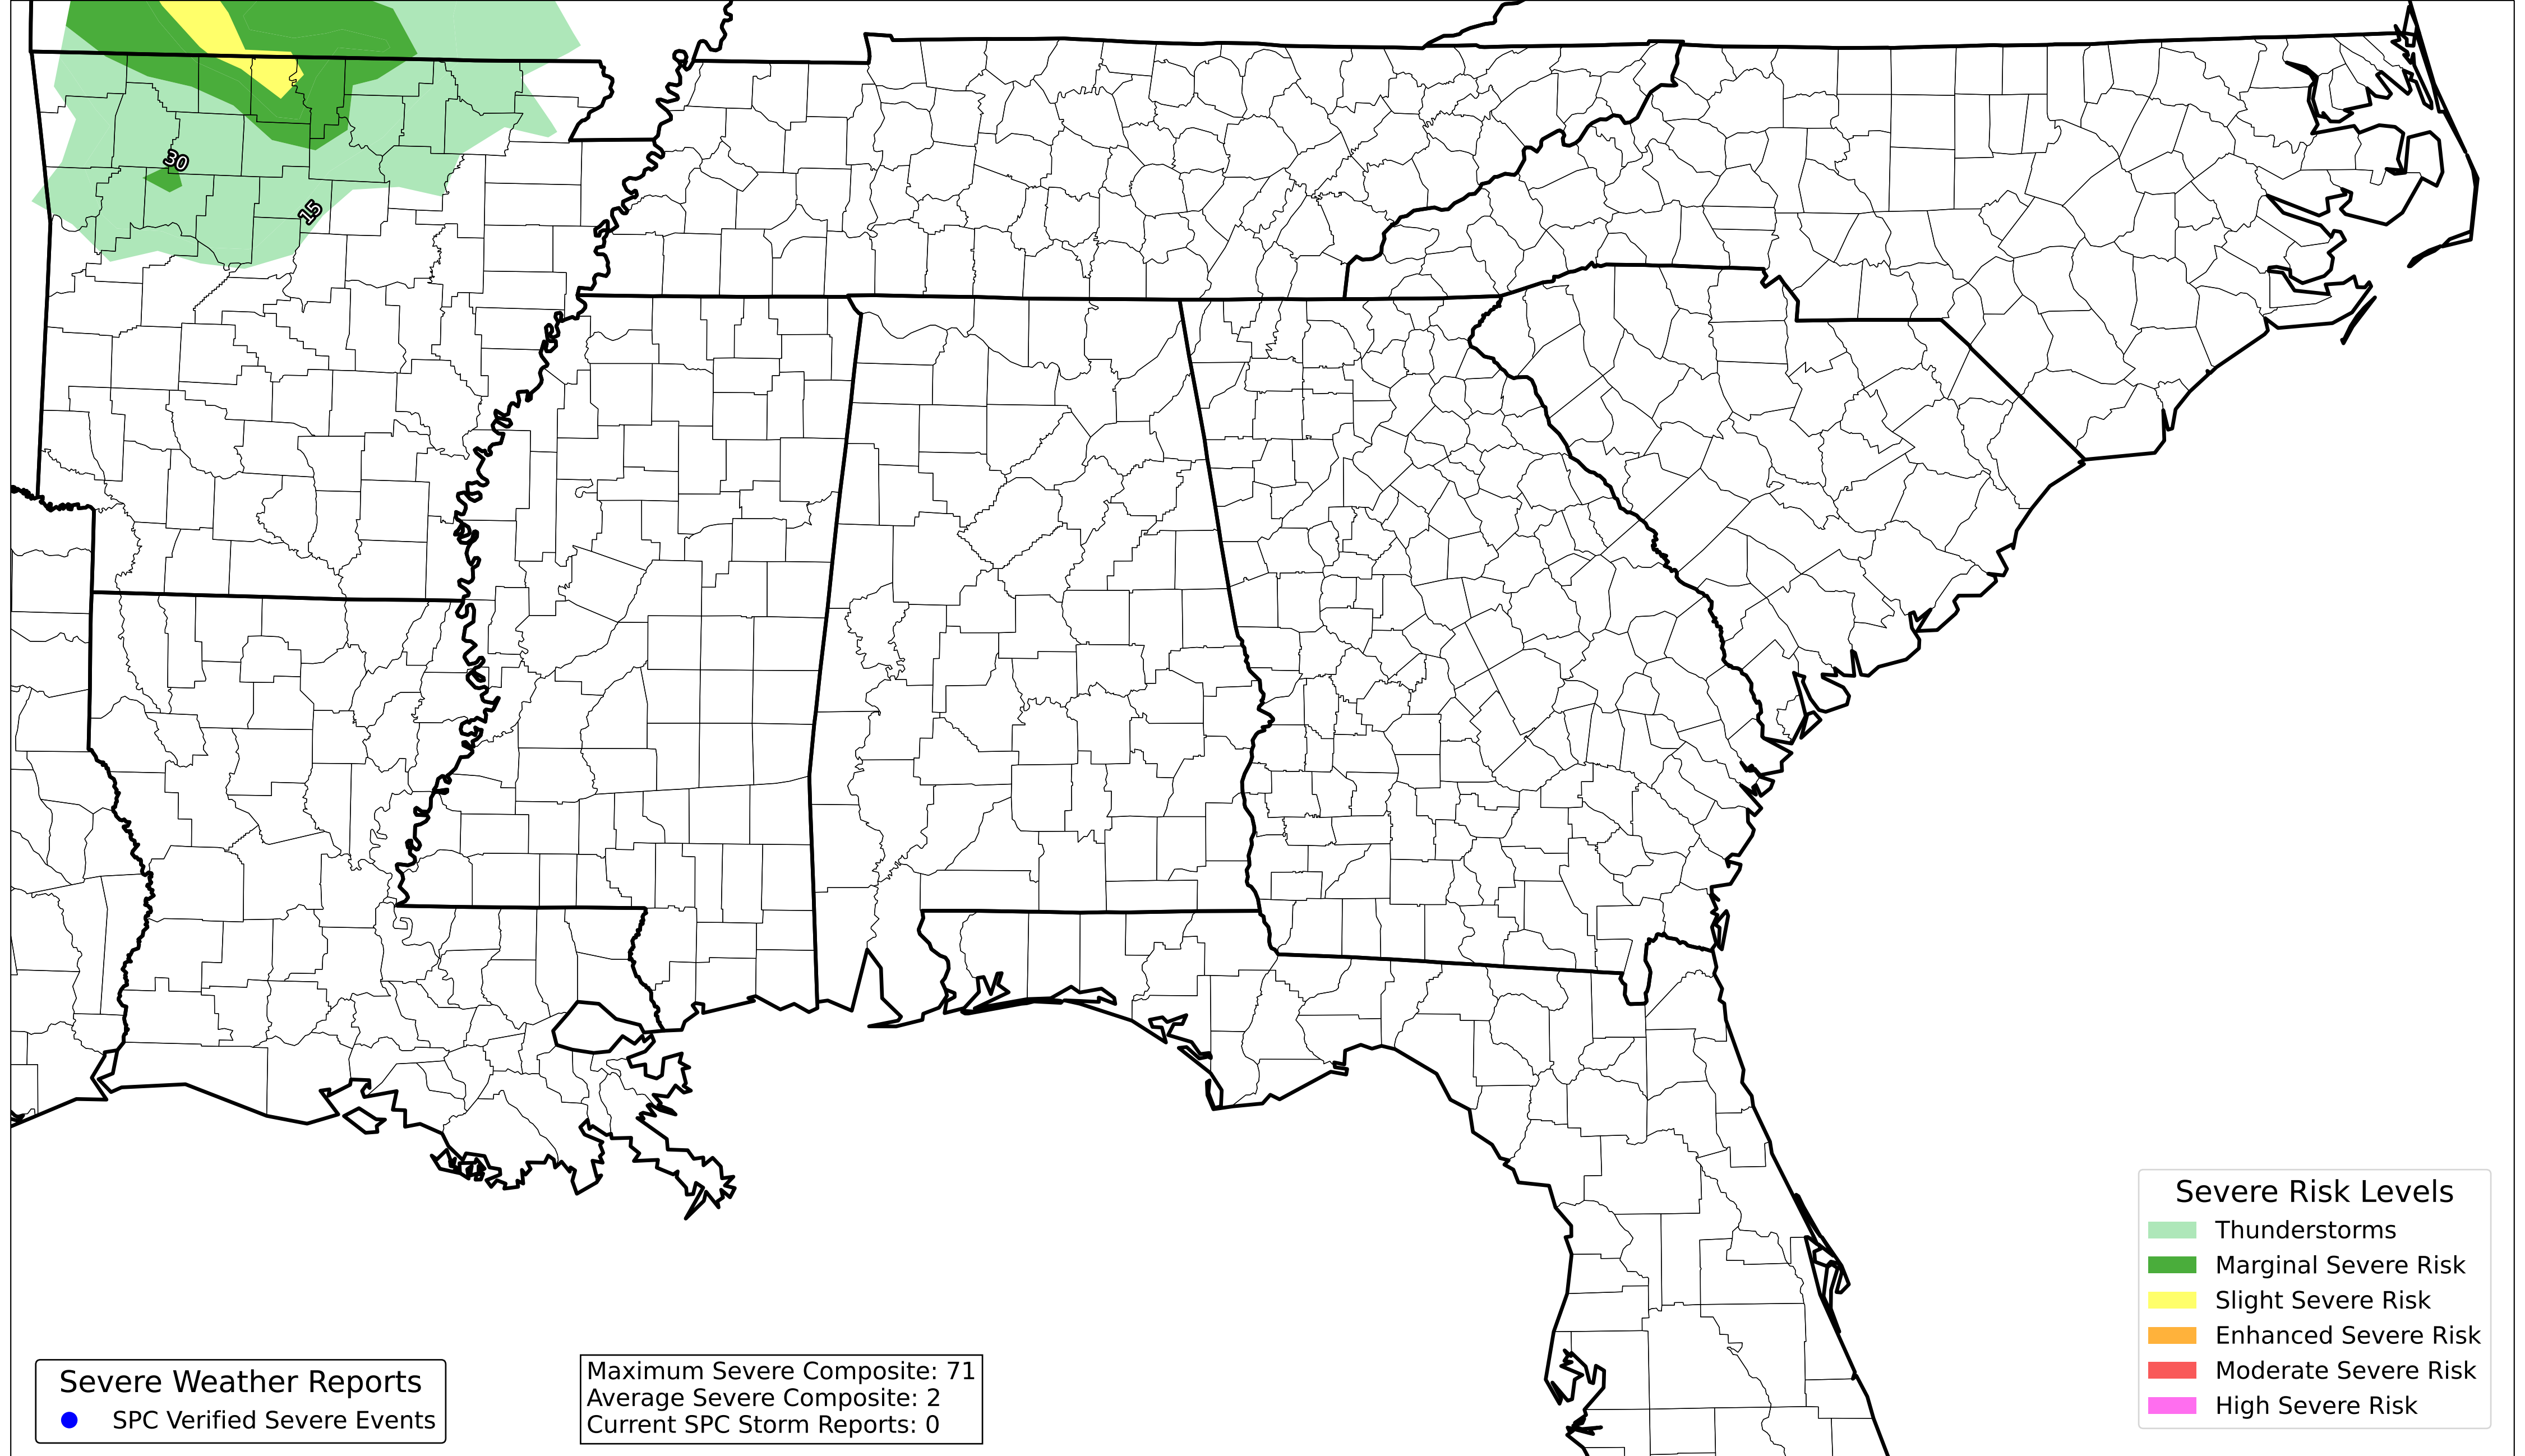 30
15
Severe Risk Levels
Thunderstorms
Marginal Severe Risk
Slight Severe Risk
Enhanced Severe Risk
Moderate Severe Risk
High Severe Risk
Severe Weather Reports
SPC Verified Severe Events
Maximum Severe Composite: 71
Average Severe Composite: 2
Current SPC Storm Reports: 0